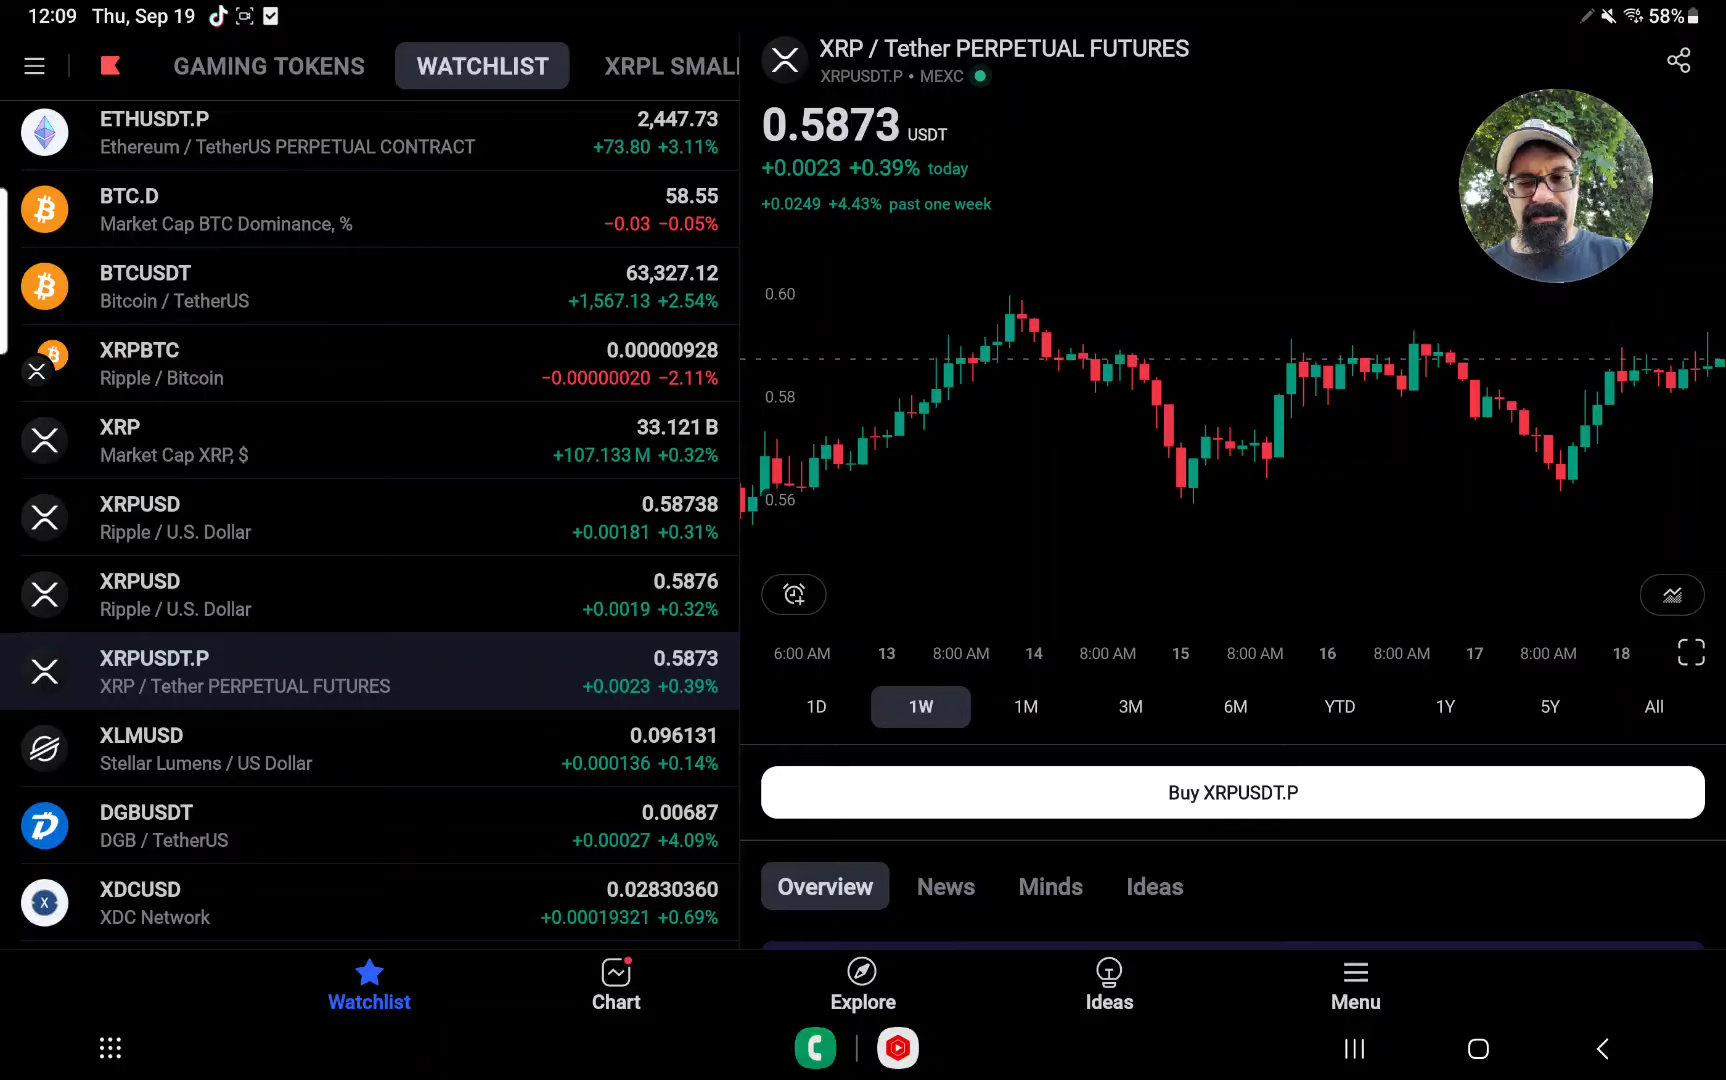 12:09 Thu, Sep 19
58%
GAMING TOKENS
WATCHLIST
XRPL SMAL
ETHUSDT.P 2,447.73
Ethereum / TetherUS PERPETUAL CONTRACT +73.80 +3.11%
BTC.D 58.55
Market Cap BTC Dominance, % −0.03 −0.05%
BTCUSDT 63,327.12
Bitcoin / TetherUS +1,567.13 +2.54%
XRPBTC 0.00000928
Ripple / Bitcoin −0.00000020 −2.11%
XRP 33.121 B
Market Cap XRP, $ +107.133 M +0.32%
XRPUSD 0.58738
Ripple / U.S. Dollar +0.00181 +0.31%
XRPUSD 0.5876
Ripple / U.S. Dollar +0.0019 +0.32%
XRPUSDT.P 0.5873
XRP / Tether PERPETUAL FUTURES +0.0023 +0.39%
XLMUSD 0.096131
Stellar Lumens / US Dollar +0.000136 +0.14%
DGBUSDT 0.00687
DGB / TetherUS +0.00027 +4.09%
XDCUSD 0.02830360
XDC Network +0.00019321 +0.69%
XRP / Tether PERPETUAL FUTURES
XRPUSDT.P • MEXC
0.5873 USDT
+0.0023 +0.39% today
+0.0249 +4.43% past one week
0.60
0.58
0.56
6:00 AM 13 8:00 AM 14 8:00 AM 15 8:00 AM 16 8:00 AM 17 8:00 AM 18
1D 1W 1M 3M 6M YTD 1Y 5Y All
Buy XRPUSDT.P
Overview News Minds Ideas
Watchlist Chart Explore Ideas Menu